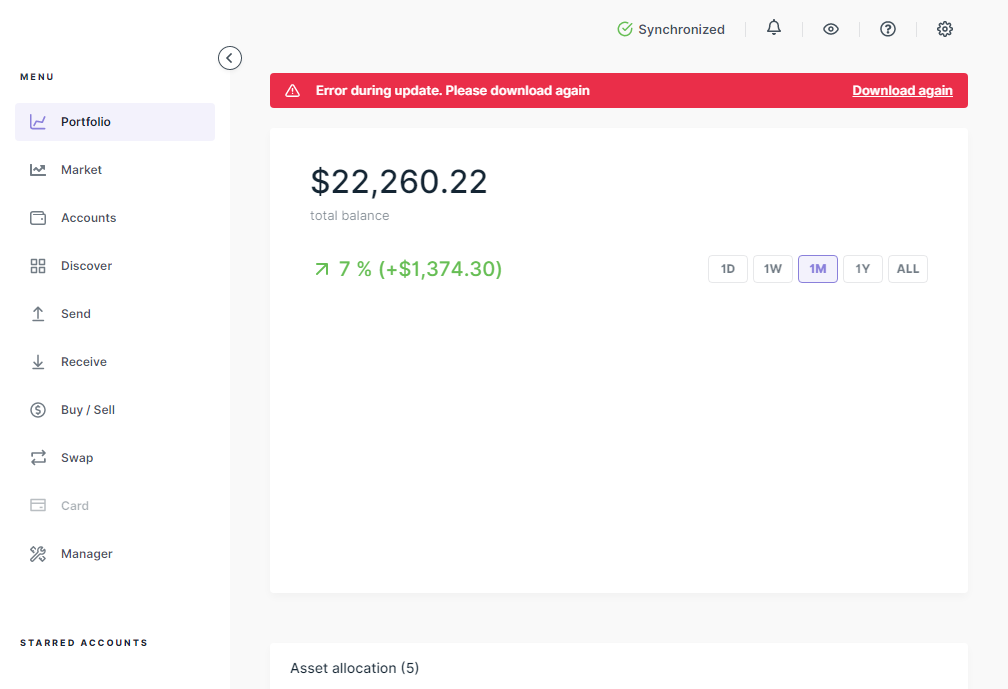 Synchronized
MENU
Error during update. Please download again
Download again
Portfolio
Market
Accounts
Discover
Send
Receive
Buy / Sell
Swap
Card
Manager
STARRED ACCOUNTS
$22,260.22
total balance
7 % (+$1,374.30)
1D
1W
1M
1Y
ALL
Asset allocation (5)